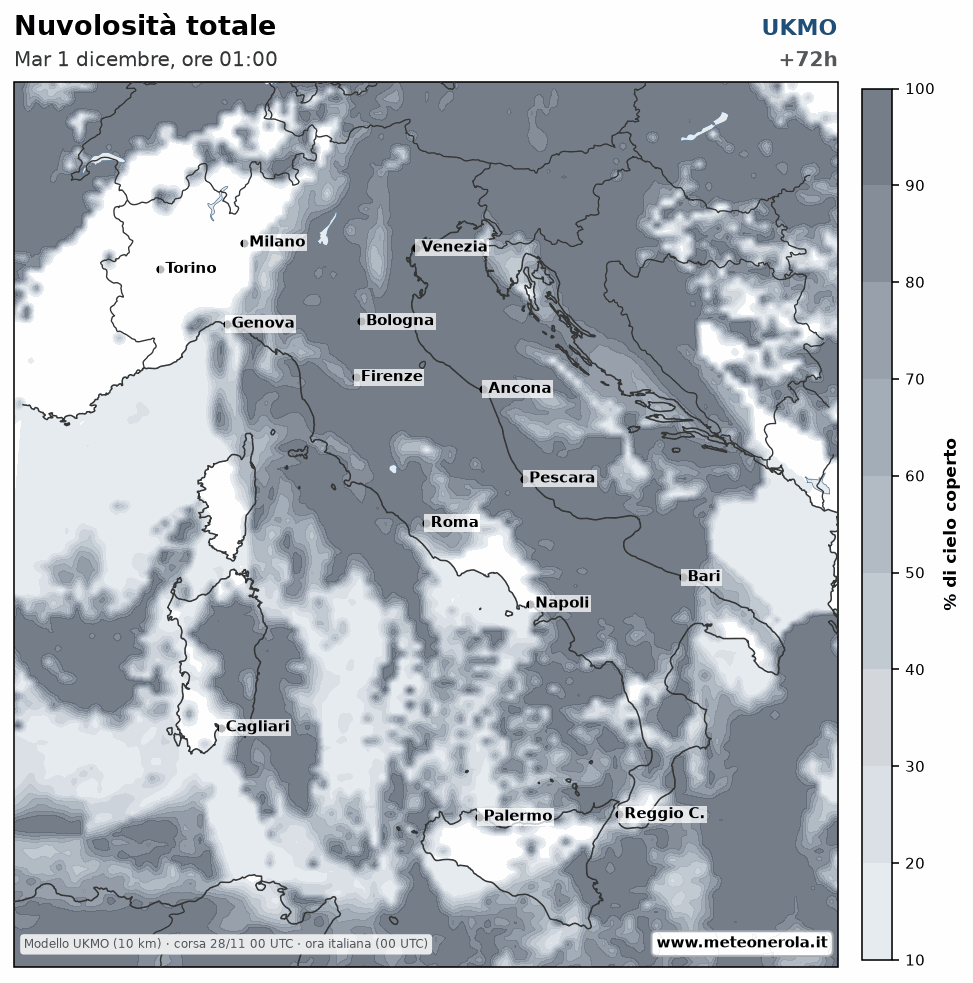 Nuvolosità totale
UKMO
Mar 1 dicembre, ore 01:00
+72h
100
90
80
70
60
50
40
30
20
10
% di cielo coperto
Milano
Venezia
Torino
Genova
Bologna
Firenze
Ancona
Pescara
Roma
Bari
Napoli
Cagliari
Palermo
Reggio C.
Modello UKMO (10 km) · corsa 28/11 00 UTC · ora italiana (00 UTC)
www.meteonerola.it